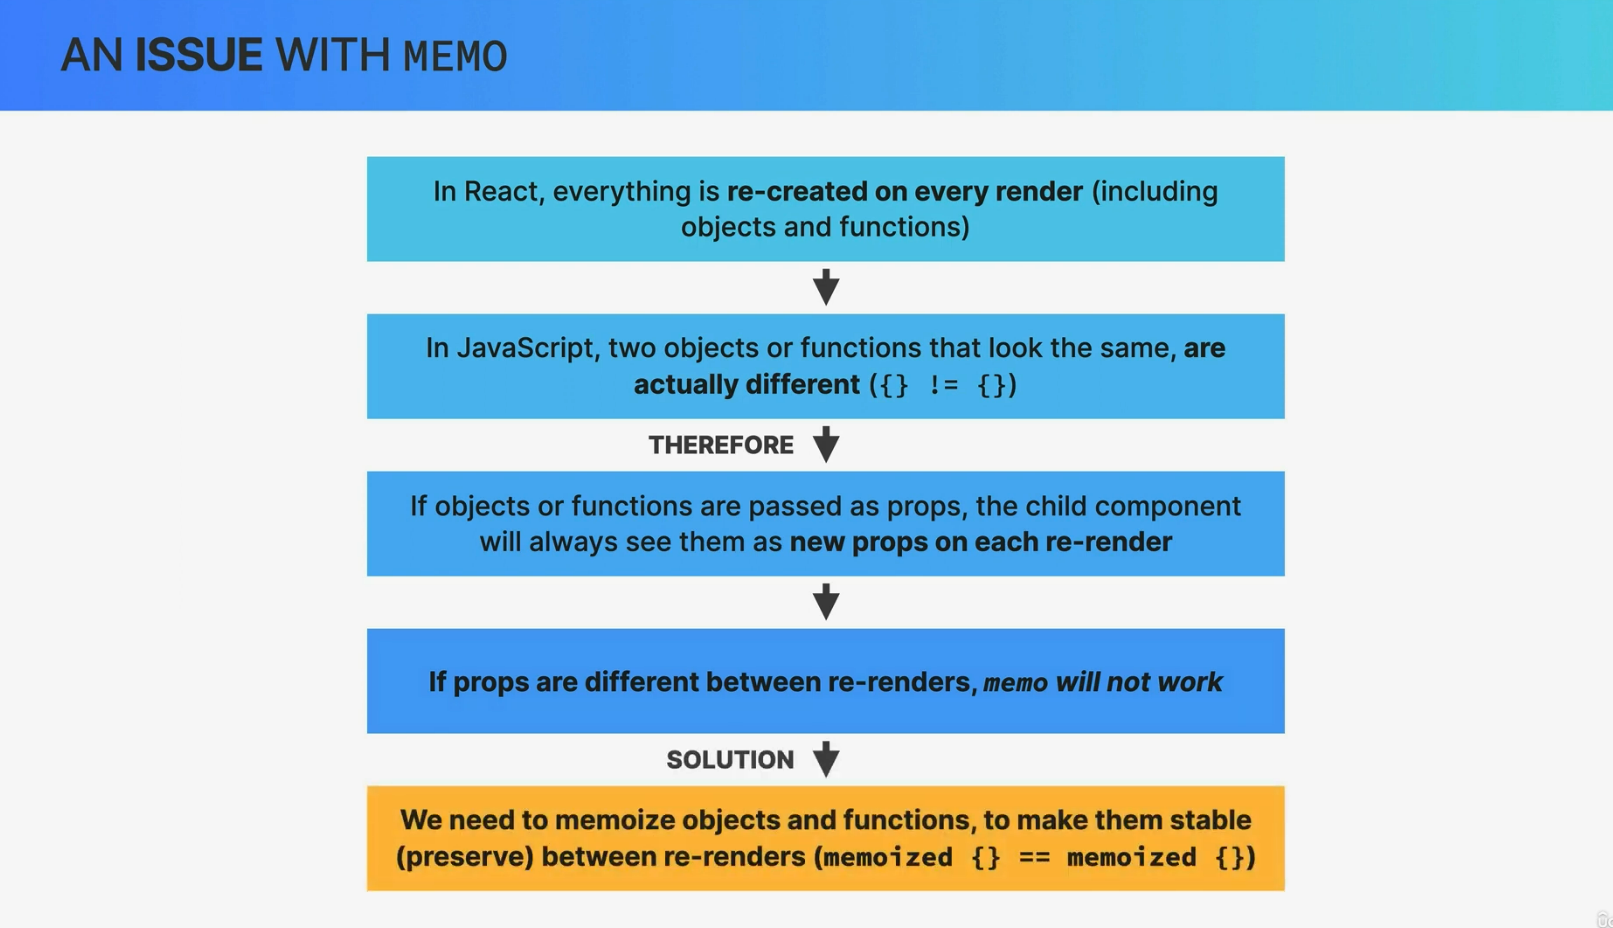 AN ISSUE WITH MEMO
In React, everything is re-created on every render (including
objects and functions)
In JavaScript, two objects or functions that look the same, are
actually different ({} != {})
THEREFORE
If objects or functions are passed as props, the child component
will always see them as new props on each re-render
If props are different between re-renders, memo will not work
SOLUTION
We need to memoize objects and functions, to make them stable
(preserve) between re-renders (memoized {} == memoized {})